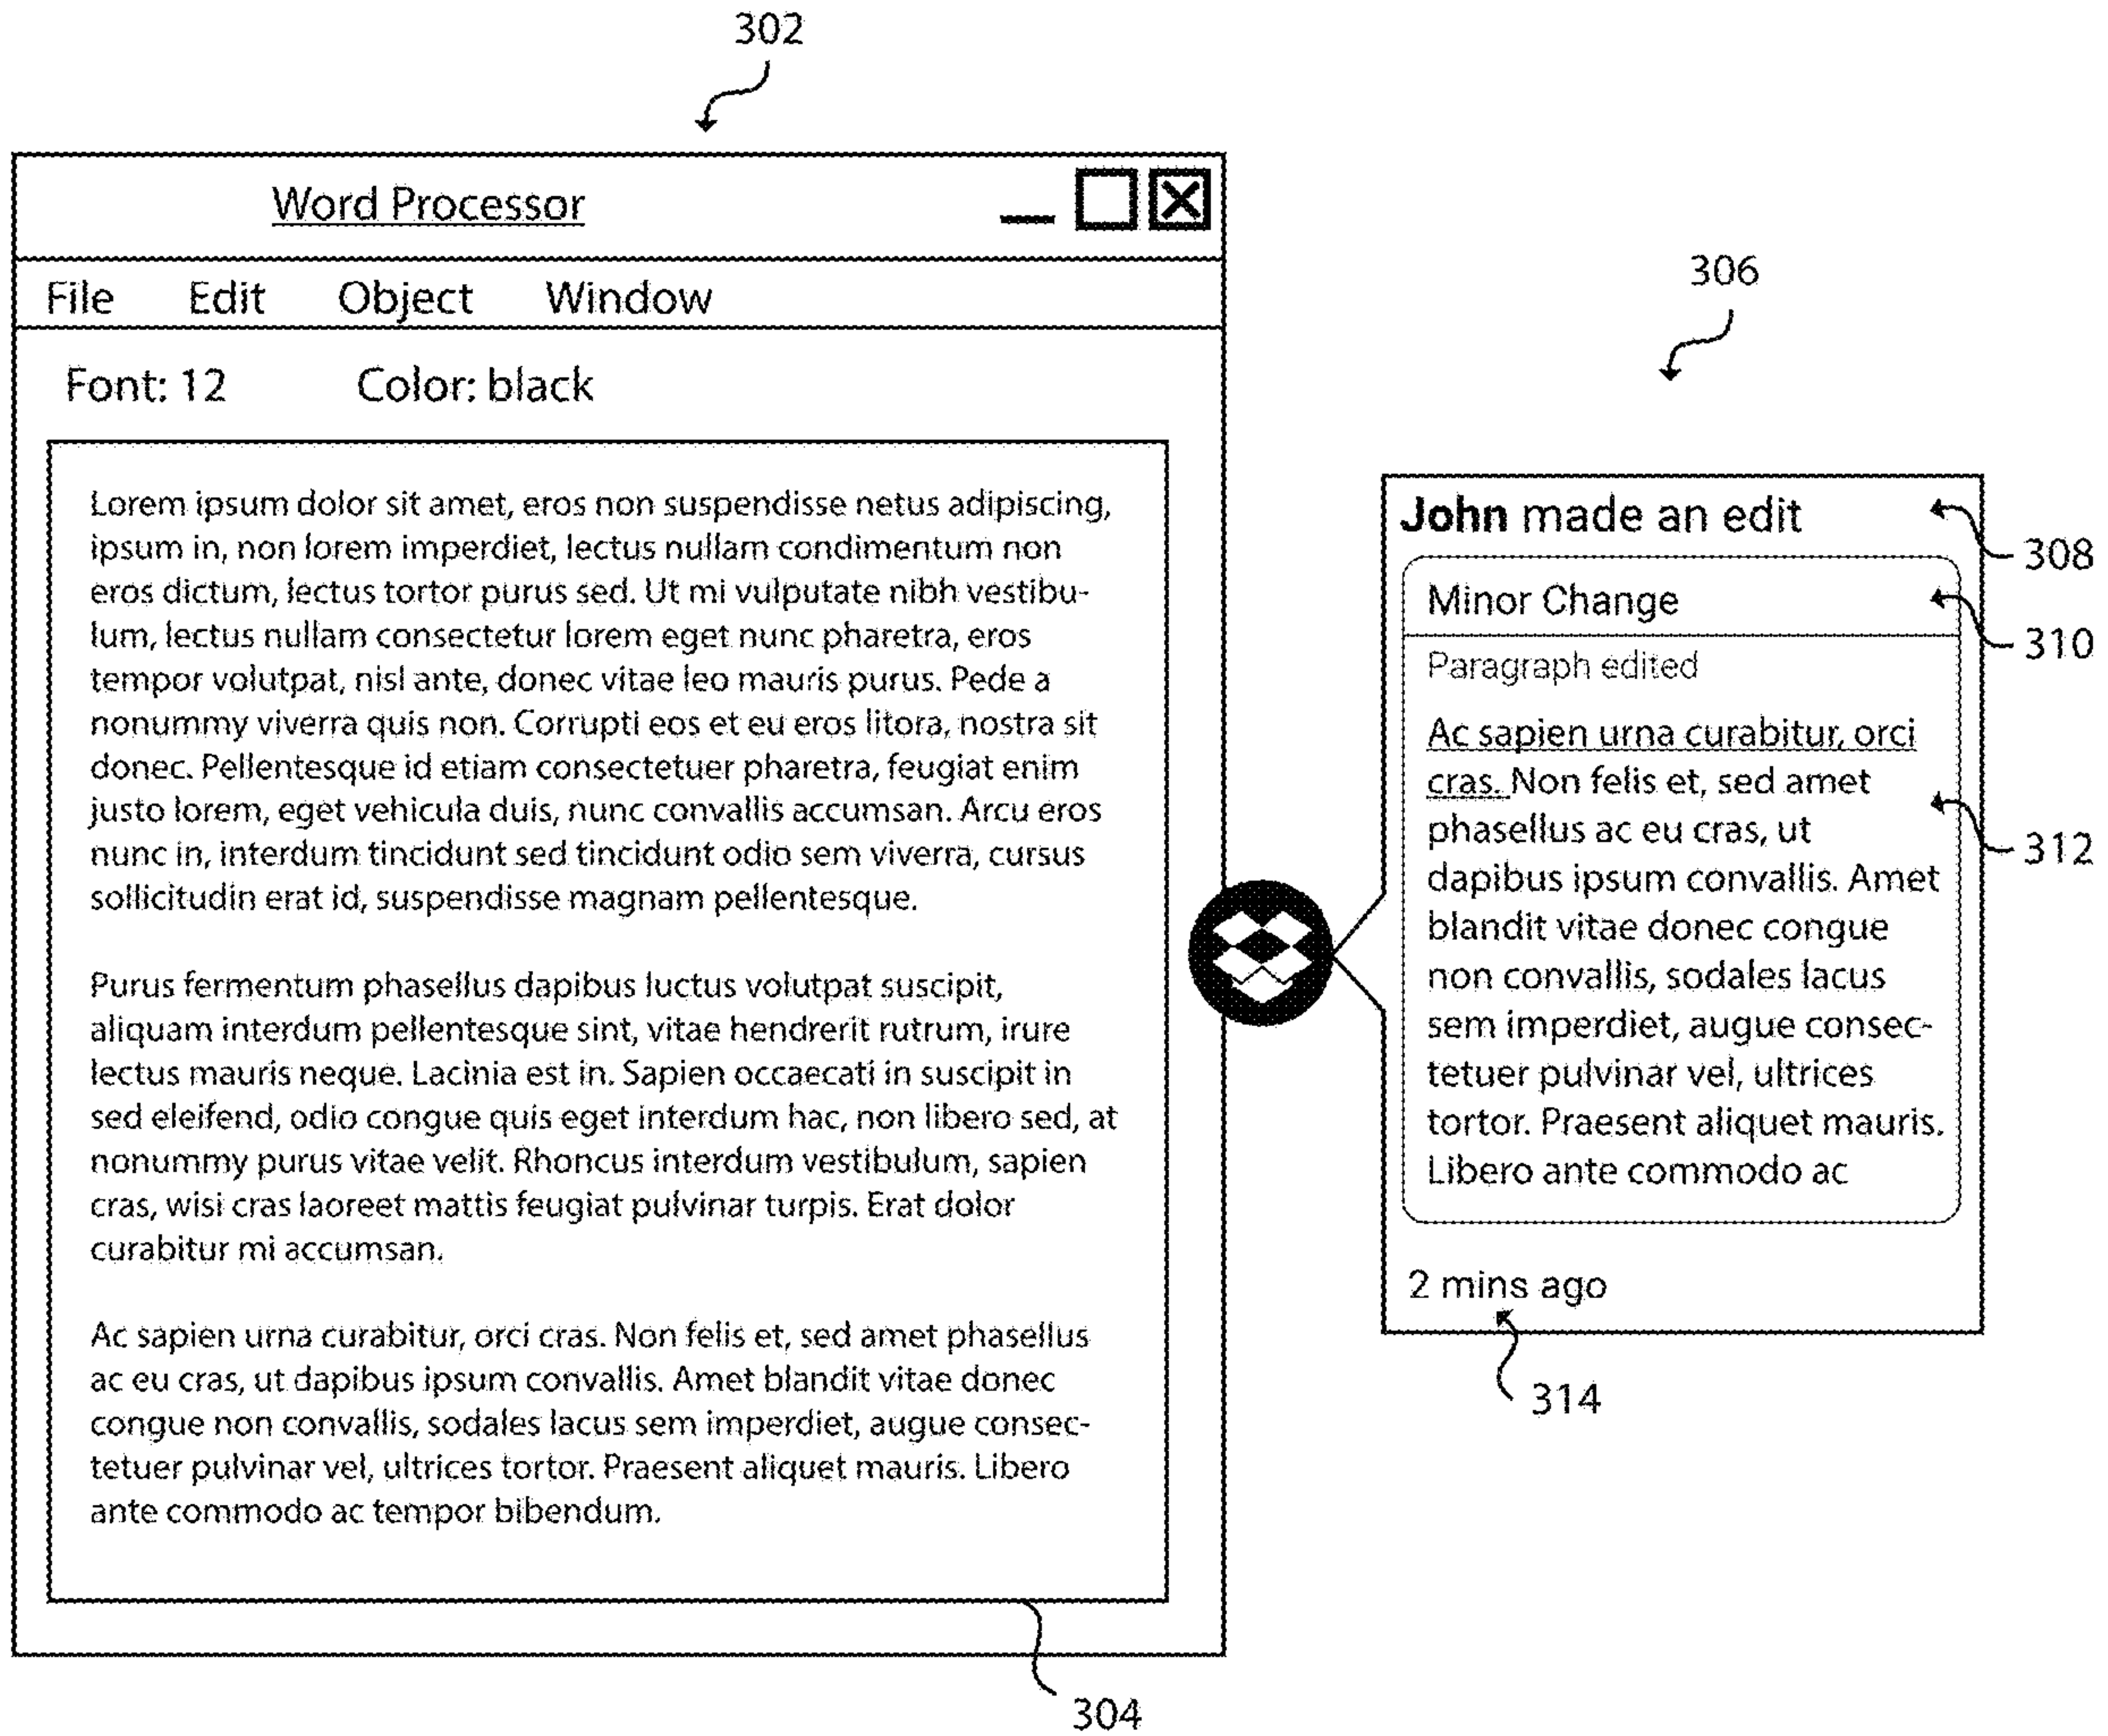 302
Word Processor
File Edit Object Window
Font: 12 Color: black
Lorem ipsum dolor sit amet, eros non suspendisse netus adipiscing,
ipsum in, non lorem imperdiet, lectus nullam condimentum non
eros dictum, lectus tortor purus sed. Ut mi vulputate nibh vestibu-
lum, lectus nullam consectetur lorem eget nunc pharetra, eros
tempor volutpat, nisl ante, donec vitae leo mauris purus. Pede a
nonummy viverra quis non. Corrupti eos et eu eros litora, nostra sit
donec. Pellentesque id etiam consectetuer pharetra, feugiat enim
justo lorem, eget vehicula duis, nunc convallis accumsan. Arcu eros
nunc in, interdum tincidunt sed tincidunt odio sem viverra, cursus
sollicitudin erat id, suspendisse magnam pellentesque.
Purus fermentum phasellus dapibus luctus volutpat suscipit,
aliquam interdum pellentesque sint, vitae hendrerit rutrum, irure
lectus mauris neque. Lacinia est in. Sapien occaecati in suscipit in
sed eleifend, odio congue quis eget interdum hac, non libero sed, at
nonummy purus vitae velit. Rhoncus interdum vestibulum, sapien
cras, wisi cras laoreet mattis feugiat pulvinar turpis. Erat dolor
curabitur mi accumsan.
Ac sapien urna curabitur, orci cras. Non felis et, sed amet phasellus
ac eu cras, ut dapibus ipsum convallis. Amet blandit vitae donec
congue non convallis, sodales lacus sem imperdiet, augue consec-
tetuer pulvinar vel, ultrices tortor. Praesent aliquet mauris. Libero
ante commodo ac tempor bibendum.
304
306
John made an edit
308
Minor Change
310
Paragraph edited
Ac sapien urna curabitur, orci
cras. Non felis et, sed amet
312
phasellus ac eu cras, ut
dapibus ipsum convallis. Amet
blandit vitae donec congue
non convallis, sodales lacus
sem imperdiet, augue consec-
tetuer pulvinar vel, ultrices
tortor. Praesent aliquet mauris.
Libero ante commodo ac
2 mins ago
314